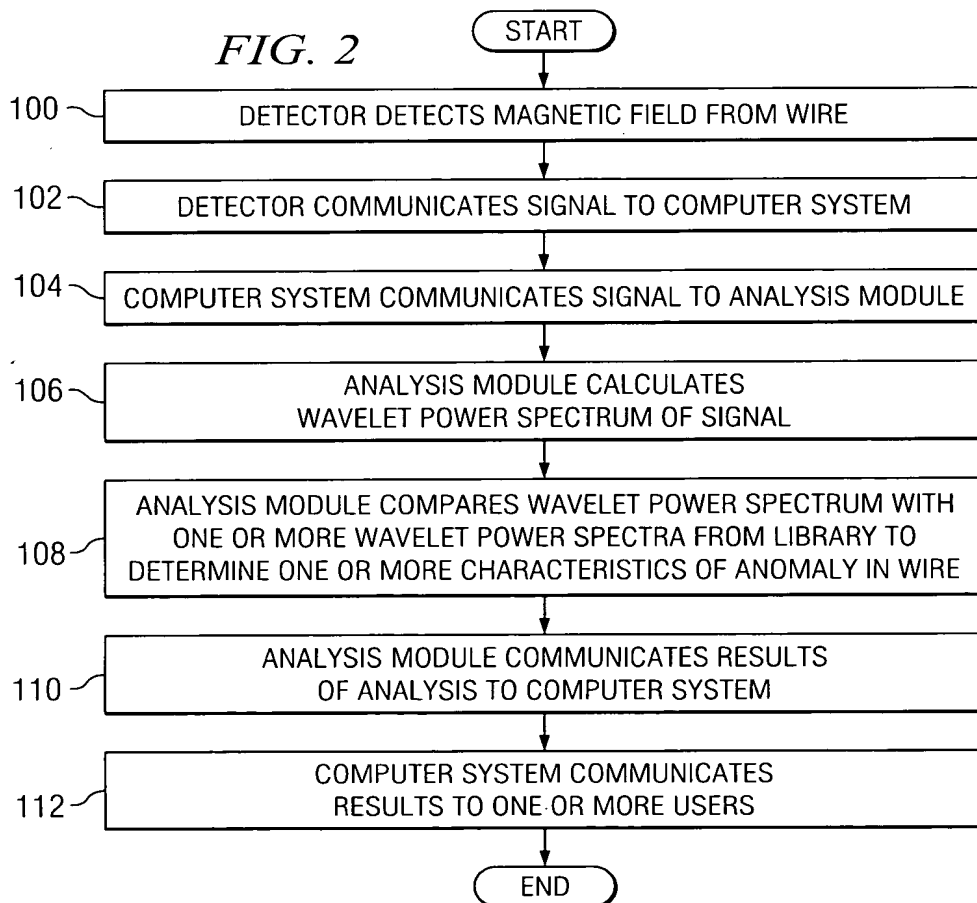 FIG. 2
START
100
DETECTOR DETECTS MAGNETIC FIELD FROM WIRE
102
DETECTOR COMMUNICATES SIGNAL TO COMPUTER SYSTEM
104
COMPUTER SYSTEM COMMUNICATES SIGNAL TO ANALYSIS MODULE
106
ANALYSIS MODULE CALCULATES
WAVELET POWER SPECTRUM OF SIGNAL
108
ANALYSIS MODULE COMPARES WAVELET POWER SPECTRUM WITH
ONE OR MORE WAVELET POWER SPECTRA FROM LIBRARY TO
DETERMINE ONE OR MORE CHARACTERISTICS OF ANOMALY IN WIRE
110
ANALYSIS MODULE COMMUNICATES RESULTS
OF ANALYSIS TO COMPUTER SYSTEM
112
COMPUTER SYSTEM COMMUNICATES
RESULTS TO ONE OR MORE USERS
END